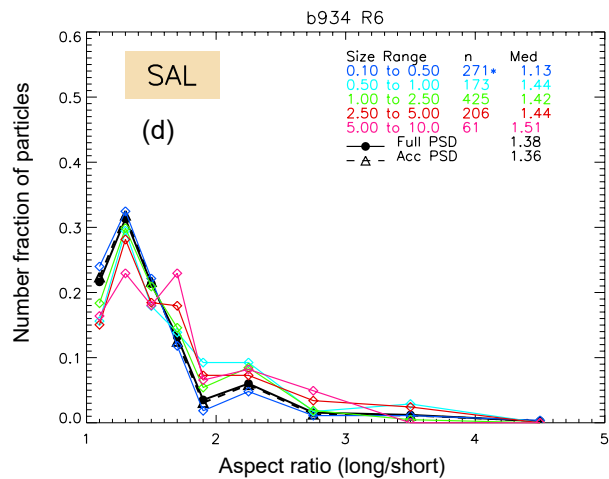 b934 R6
SAL
(d)
Size Range n Med
0.10 to 0.50 271* 1.13
0.50 to 1.00 173 1.44
1.00 to 2.50 425 1.42
2.50 to 5.00 206 1.44
5.00 to 10.0 61 1.51
Full PSD 1.38
Acc PSD 1.36
Number fraction of particles
0.6
0.5
0.4
0.3
0.2
0.1
0.0
1 2 3 4 5
Aspect ratio (long/short)